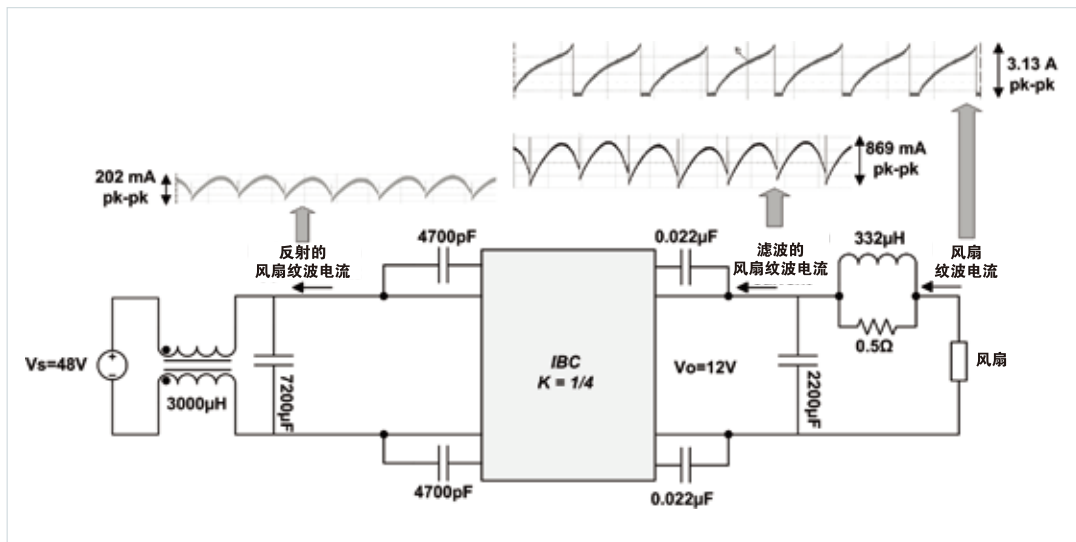 3.13 A
pk-pk
869 mA
pk-pk
202 mA
pk-pk
反射的
风扇纹波电流
4700pF
0.022µF
滤波的
风扇纹波电流
332µH
风扇
纹波电流
Vs=48V
3000µH
7200µF
IBC
K = 1/4
Vo=12V
2200µF
0.5Ω
风扇
4700pF
0.022µF